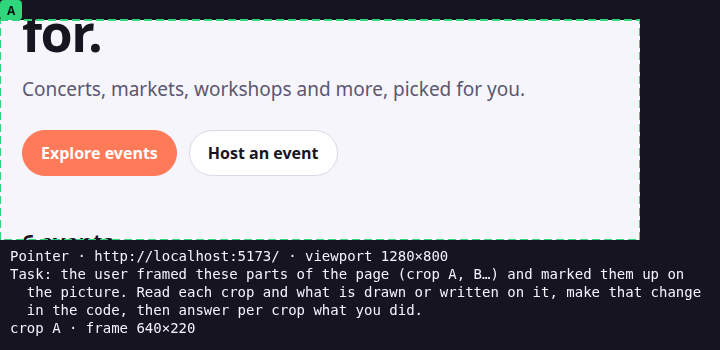 A
for.
Concerts, markets, workshops and more, picked for you.
Explore events
Host an event
6 events
Pointer · http://localhost:5173/ · viewport 1280×800
Task: the user framed these parts of the page (crop A, B…) and marked them up on
the picture. Read each crop and what is drawn or written on it, make that change
in the code, then answer per crop what you did.
crop A · frame 640×220